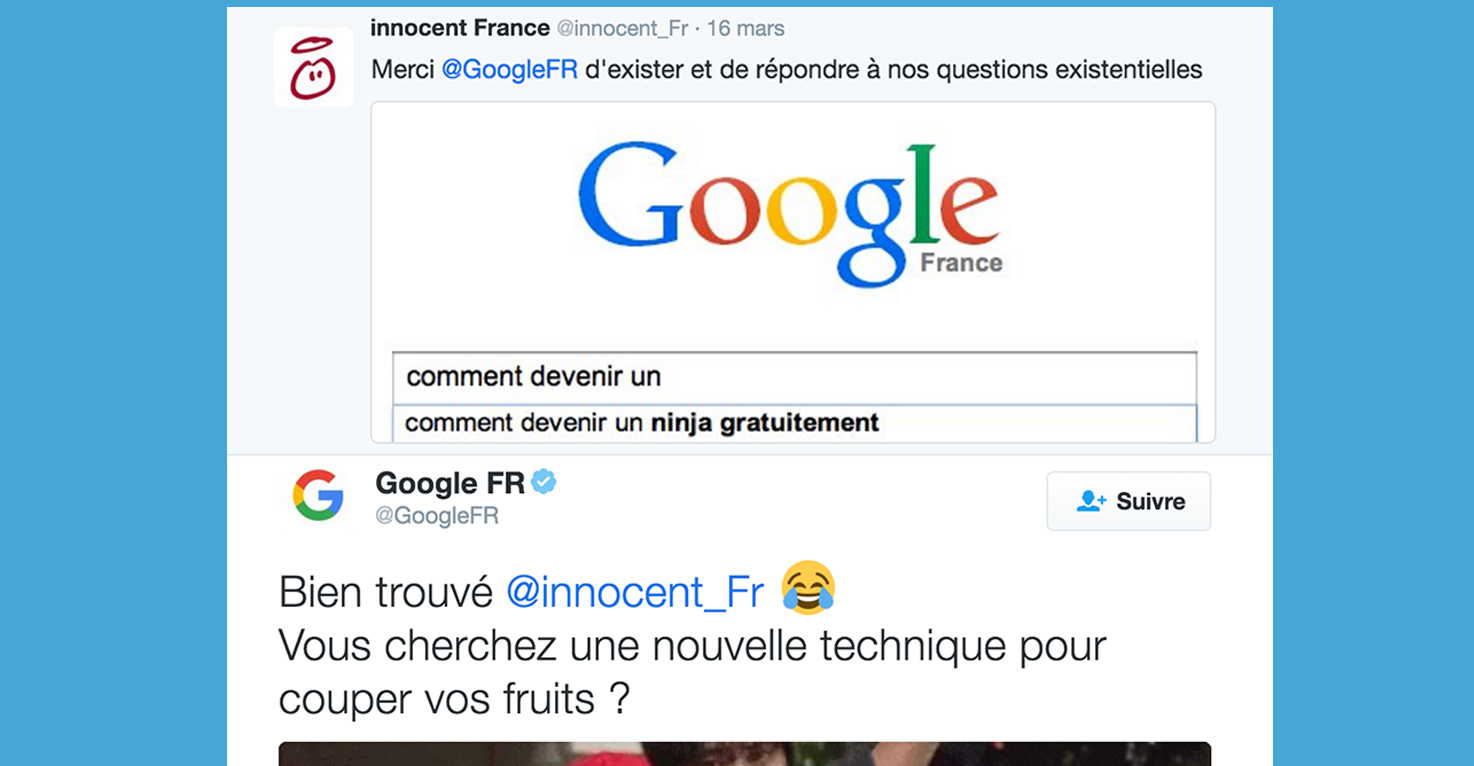 innocent France @innocent_Fr · 16 mars
Merci @GoogleFR d'exister et de répondre à nos questions existentielles
Google
France
comment devenir un
comment devenir un ninja gratuitement
Google FR
Suivre
@GoogleFR
Bien trouvé @innocent_Fr 😂
Vous cherchez une nouvelle technique pour
couper vos fruits ?